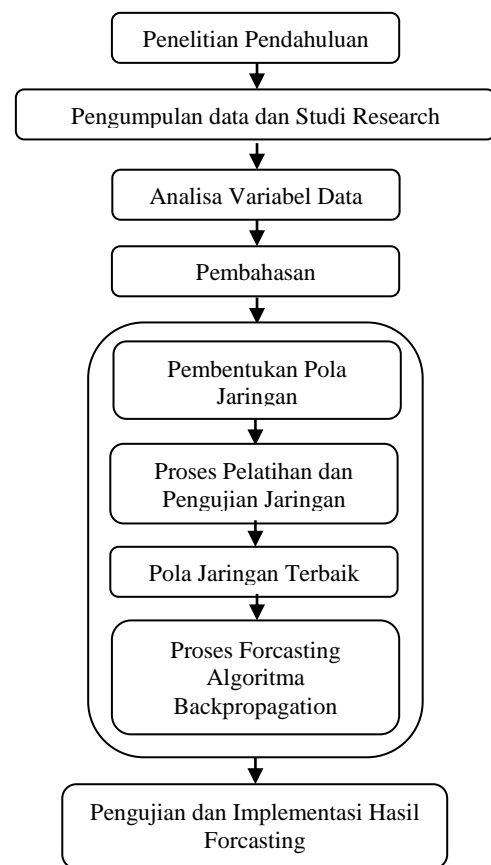 Penelitian Pendahuluan
Pengumpulan data dan Studi Research
Analisa Variabel Data
Pembahasan
Pembentukan Pola
Jaringan
Proses Pelatihan dan
Pengujian Jaringan
Pola Jaringan Terbaik
Proses Forcasting
Algoritma
Backpropagation
Pengujian dan Implementasi Hasil
Forcasting